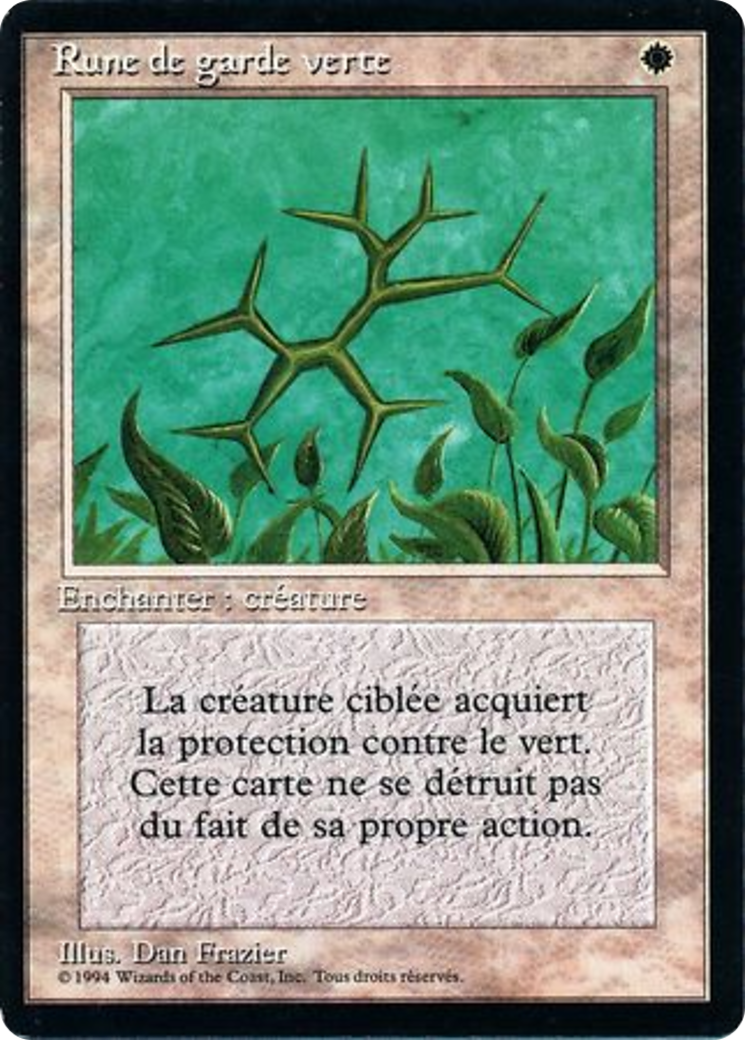 Rune de garde verte
Enchanter : créature
La créature ciblée acquiert
la protection contre le vert.
Cette carte ne se détruit pas
du fait de sa propre action.
Illus. Dan Frazier
© 1994 Wizards of the Coast, Inc. Tous droits réservés.